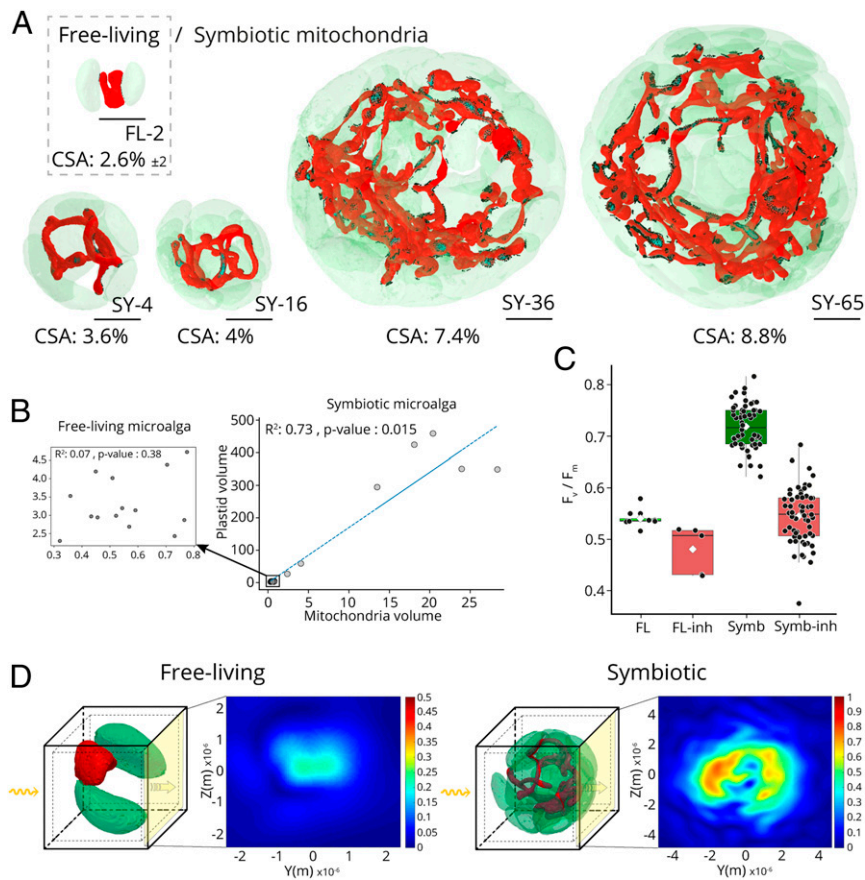 A
Free-living / Symbiotic mitochondria
FL-2
CSA: 2.6% ±2
SY-4
CSA: 3.6%
SY-16
CSA: 4%
SY-36
CSA: 7.4%
SY-65
CSA: 8.8%
B
Free-living microalga
R²: 0.07 , p-value : 0.38
4.5
4.0
3.5
3.0
2.5
0.3 0.4 0.5 0.6 0.7 0.8
Symbiotic microalga
R²: 0.73 , p-value : 0.015
Plastid volume
500
400
300
200
100
0
0 5 10 15 20 25
Mitochondria volume
C
Fv / Fm
0.8
0.7
0.6
0.5
0.4
FL FL-inh Symb Symb-inh
D
Free-living
Z(m) x10-6
2
1
0
-1
-2
-2 0 2
Y(m) x10-6
0.5
0.45
0.4
0.35
0.3
0.25
0.2
0.15
0.1
0.05
0
Symbiotic
Z(m) x10-6
4
2
0
-2
-4
-4 -2 0 2 4
Y(m) x10-6
1
0.9
0.8
0.7
0.6
0.5
0.4
0.3
0.2
0.1
0